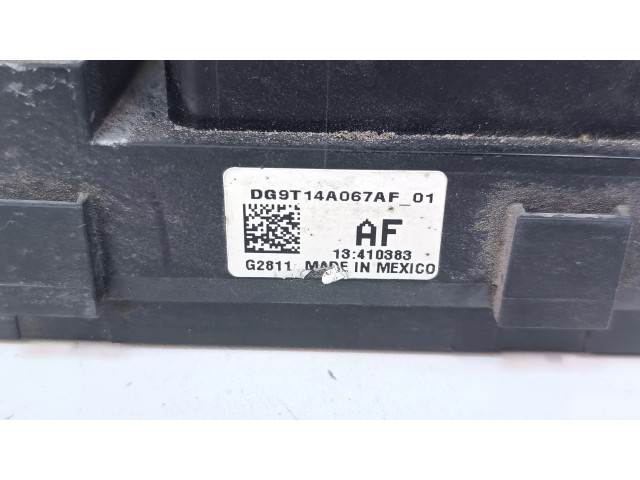 DG9T14A067AF_01
AF
13:410383
G2811 MADE IN MEXICO